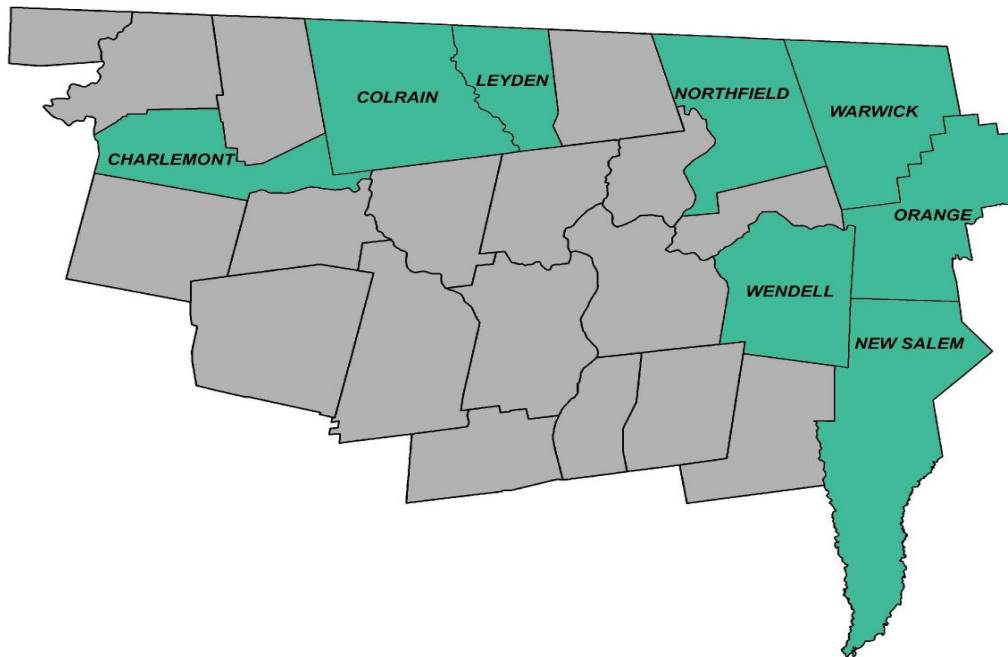 LEYDEN
COLRAIN
NORTHFIELD
WARWICK
CHARLEMONT
ORANGE
WENDELL
NEW SALEM